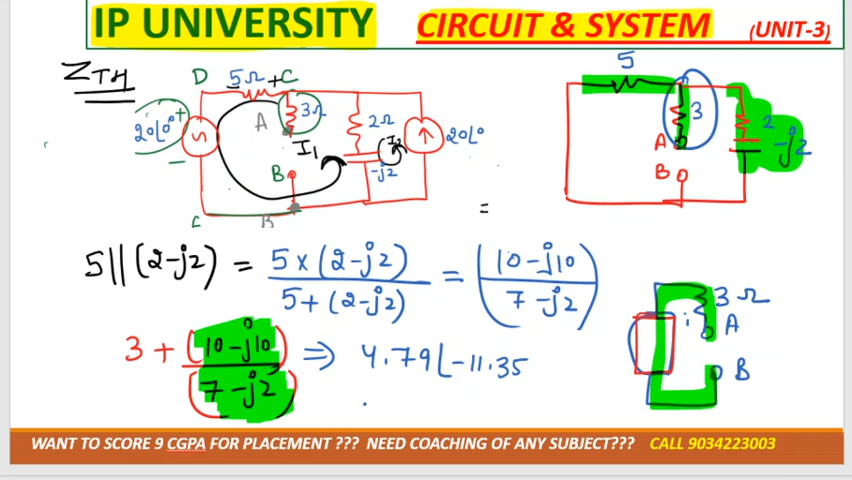 IP UNIVERSITY CIRCUIT & SYSTEM (UNIT-3)
ZTH
D 5Ω + C
20∠0° +
-
A 3Ω
I1
2Ω
I2
-j2
20∠0°
B
B
=
5
3
2
-j2
A
B
5||(2-j2) = 5×(2-j2) / 5+(2-j2) = (10-j10 / 7-j2)
3 + (10-j10) / (7-j2) ⇒ 4.79∠-11.35
3Ω
A
B
WANT TO SCORE 9 CGPA FOR PLACEMENT ??? NEED COACHING OF ANY SUBJECT??? CALL 9034223003